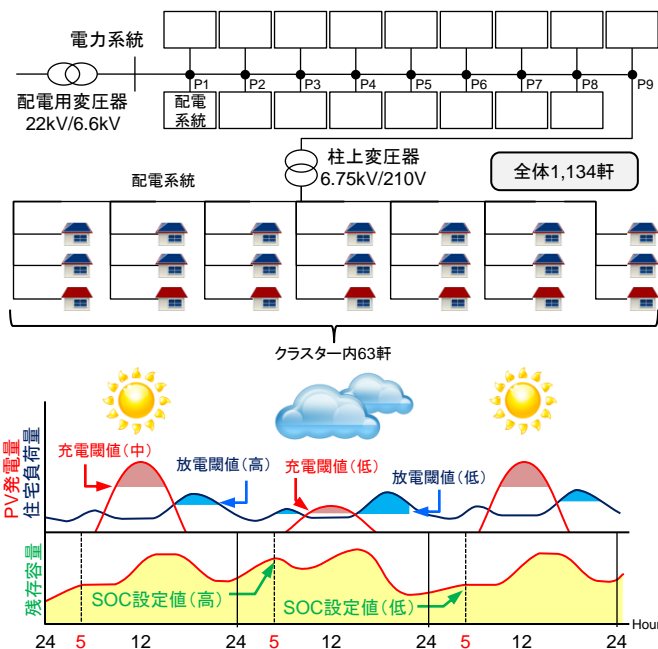 電力系統
配電用変圧器
22kV/6.6kV
P1
P2
P3
P4
P5
P6
P7
P8
P9
配電
系統
柱上変圧器
6.75kV/210V
全体1,134軒
配電系統
クラスター内63軒
PV発電量
住宅負荷量
充電閾値(中)
放電閾値(高)
充電閾値(低)
放電閾値(低)
残存容量
SOC設定値(高)
SOC設定値(低)
Hour
24
5
12
24
5
12
24
5
12
24